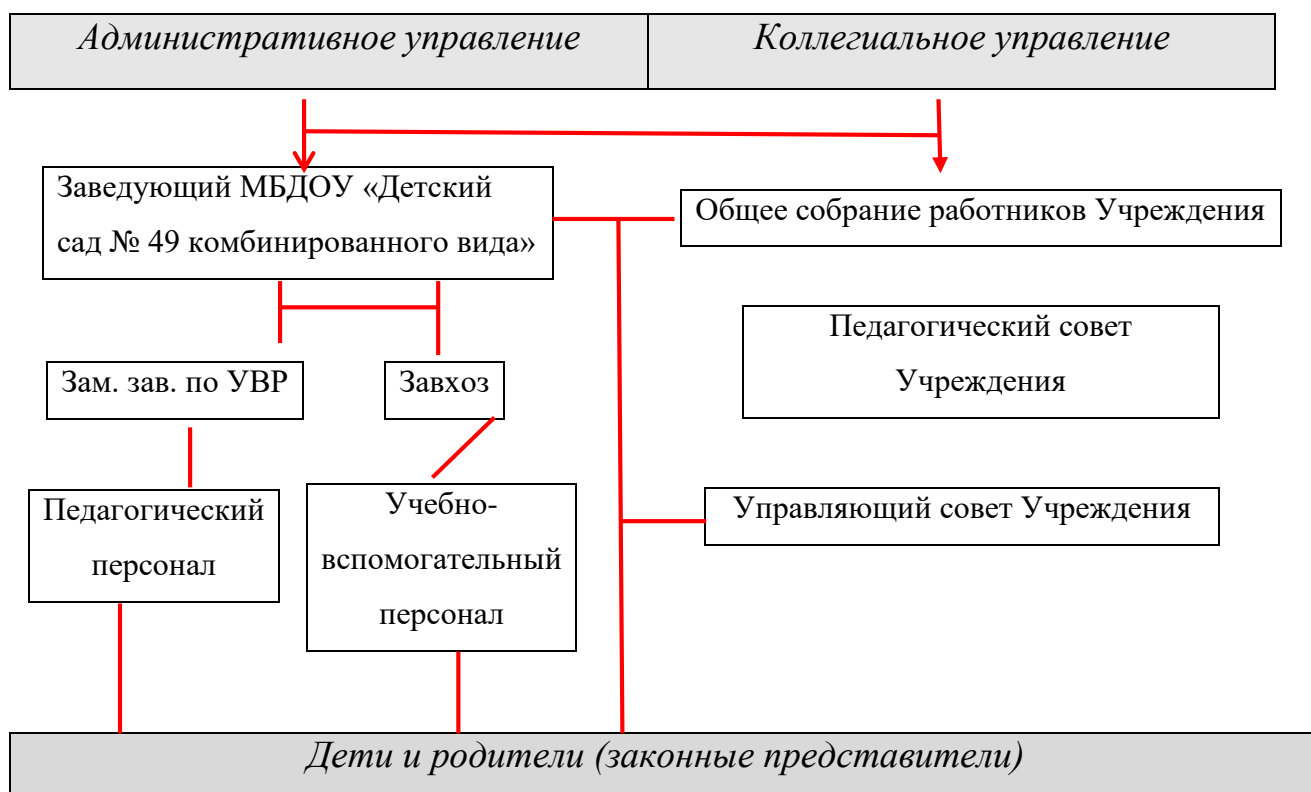 Административное управление
Коллегиальное управление
Заведующий МБДОУ «Детский
сад № 49 комбинированного вида»
Общее собрание работников Учреждения
Педагогический совет
Учреждения
Зам. зав. по УВР
Завхоз
Педагогический
персонал
Учебно-
вспомогательный
персонал
Управляющий совет Учреждения
Дети и родители (законные представители)